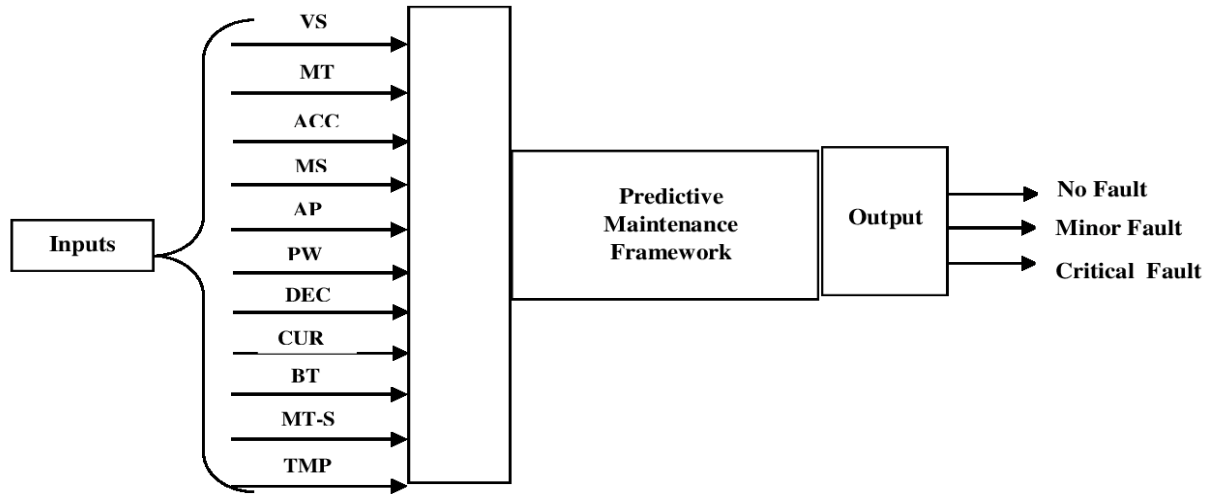 VS
MT
ACC
MS
AP
PW
DEC
CUR
BT
MT-S
TMP
Inputs
Predictive
Maintenance
Framework
Output
No Fault
Minor Fault
Critical Fault